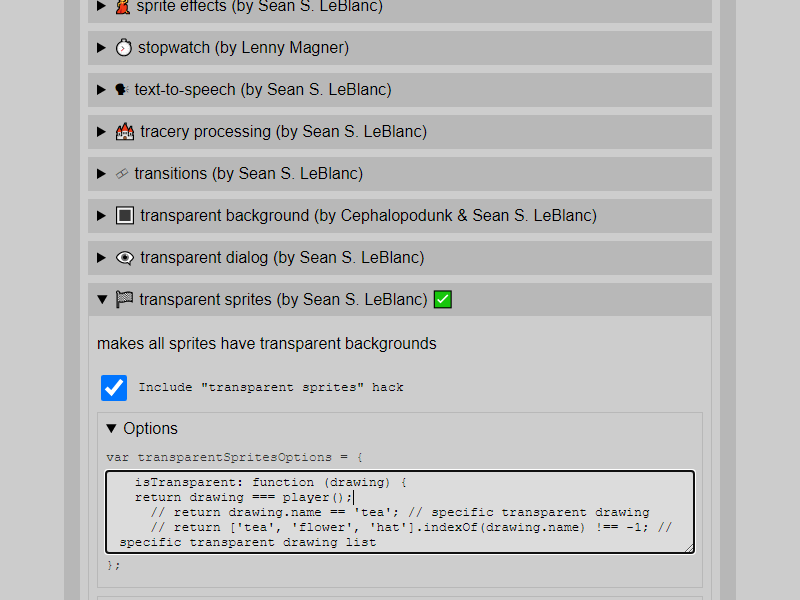 sprite effects (by Sean S. LeBlanc)
stopwatch (by Lenny Magner)
text-to-speech (by Sean S. LeBlanc)
tracery processing (by Sean S. LeBlanc)
transitions (by Sean S. LeBlanc)
transparent background (by Cephalopodunk & Sean S. LeBlanc)
transparent dialog (by Sean S. LeBlanc)
transparent sprites (by Sean S. LeBlanc)
makes all sprites have transparent backgrounds
Include "transparent sprites" hack
Options
var transparentSpritesOptions = {
isTransparent: function (drawing) {
return drawing === player();
// return drawing.name == 'tea'; // specific transparent drawing
// return ['tea', 'flower', 'hat'].indexOf(drawing.name) !== -1; //
specific transparent drawing list
};